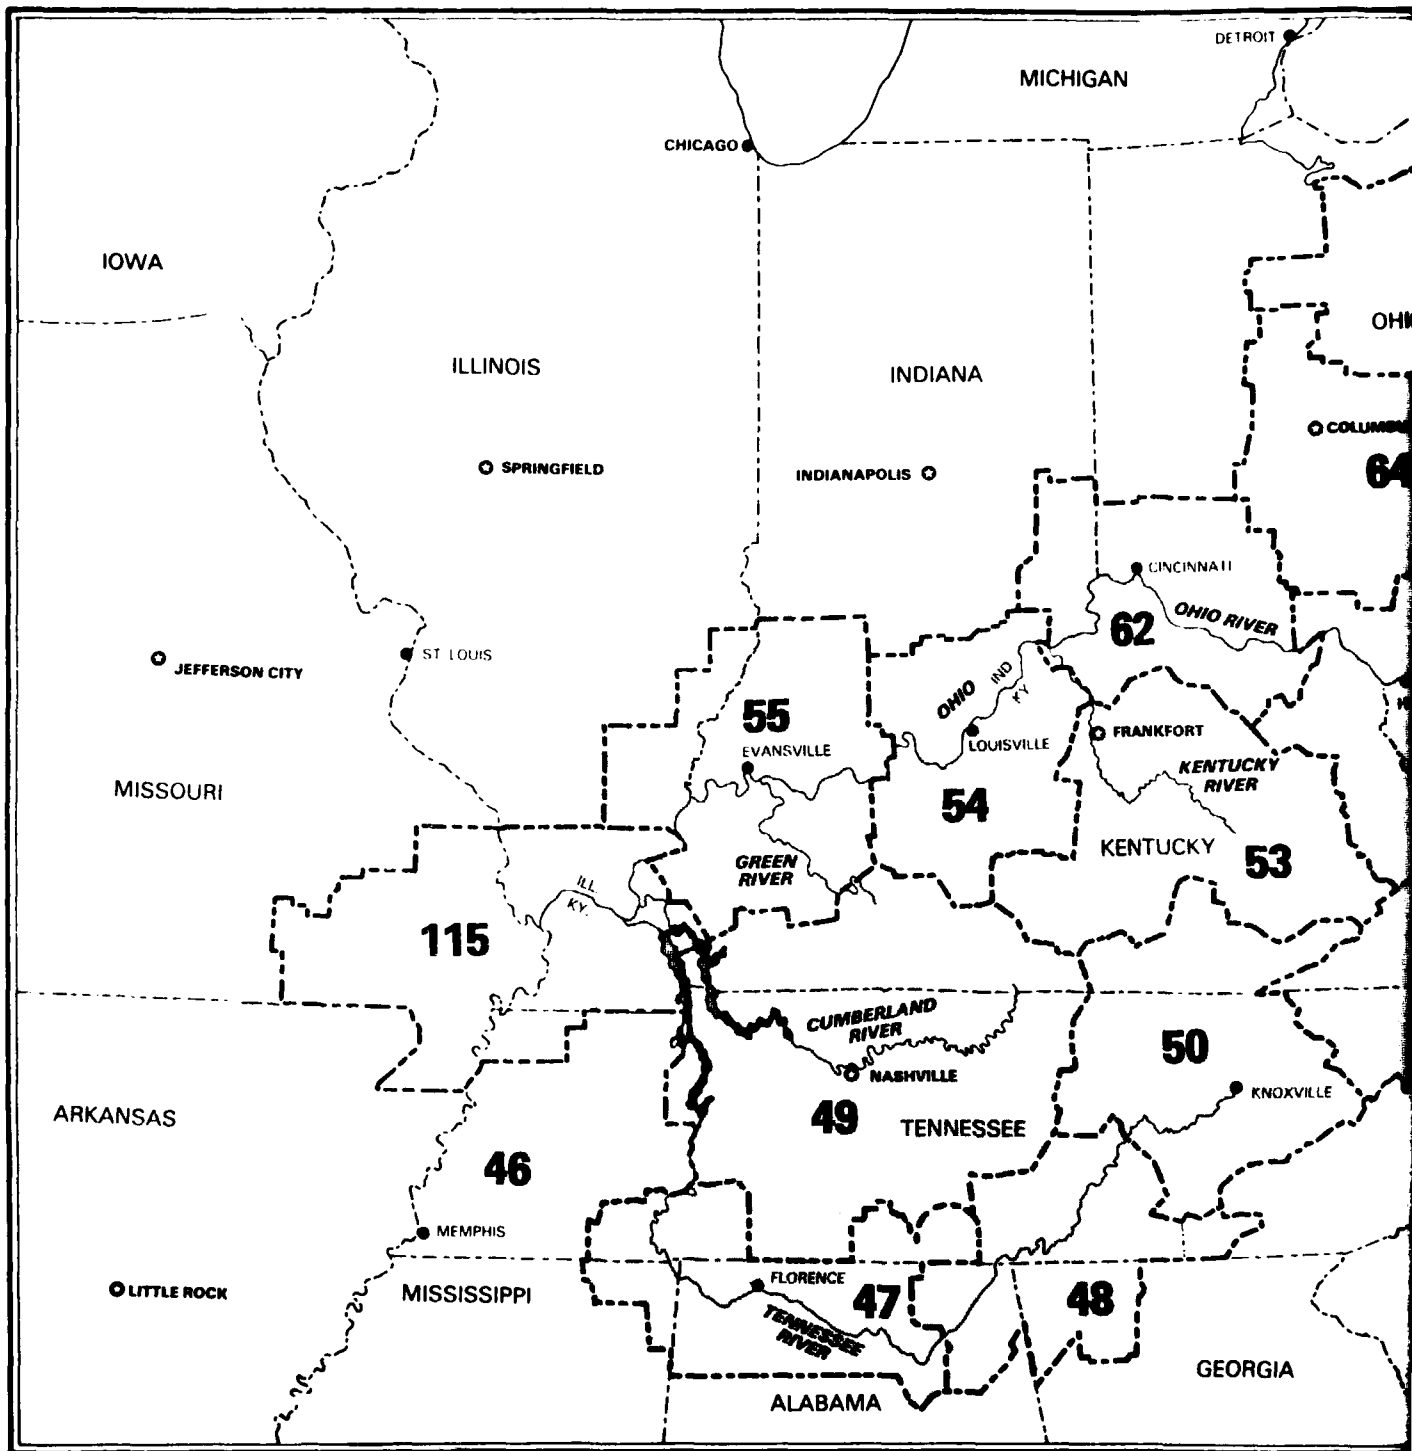 DETROIT
MICHIGAN
CHICAGO
IOWA
OHIO
ILLINOIS
INDIANA
SPRINGFIELD
INDIANAPOLIS
64
CINCINNATI
OHIO RIVER
62
ST. LOUIS
JEFFERSON CITY
OHIO
IND
KY
55
EVANSVILLE
LOUISVILLE
FRANKFORT
KENTUCKY
RIVER
MISSOURI
54
KENTUCKY
53
GREEN
RIVER
ILL.
KY.
115
CUMBERLAND
RIVER
50
NASHVILLE
KNOXVILLE
ARKANSAS
49
TENNESSEE
46
MEMPHIS
FLORENCE
LITTLE ROCK
MISSISSIPPI
47
48
TENNESSEE
RIVER
GEORGIA
ALABAMA